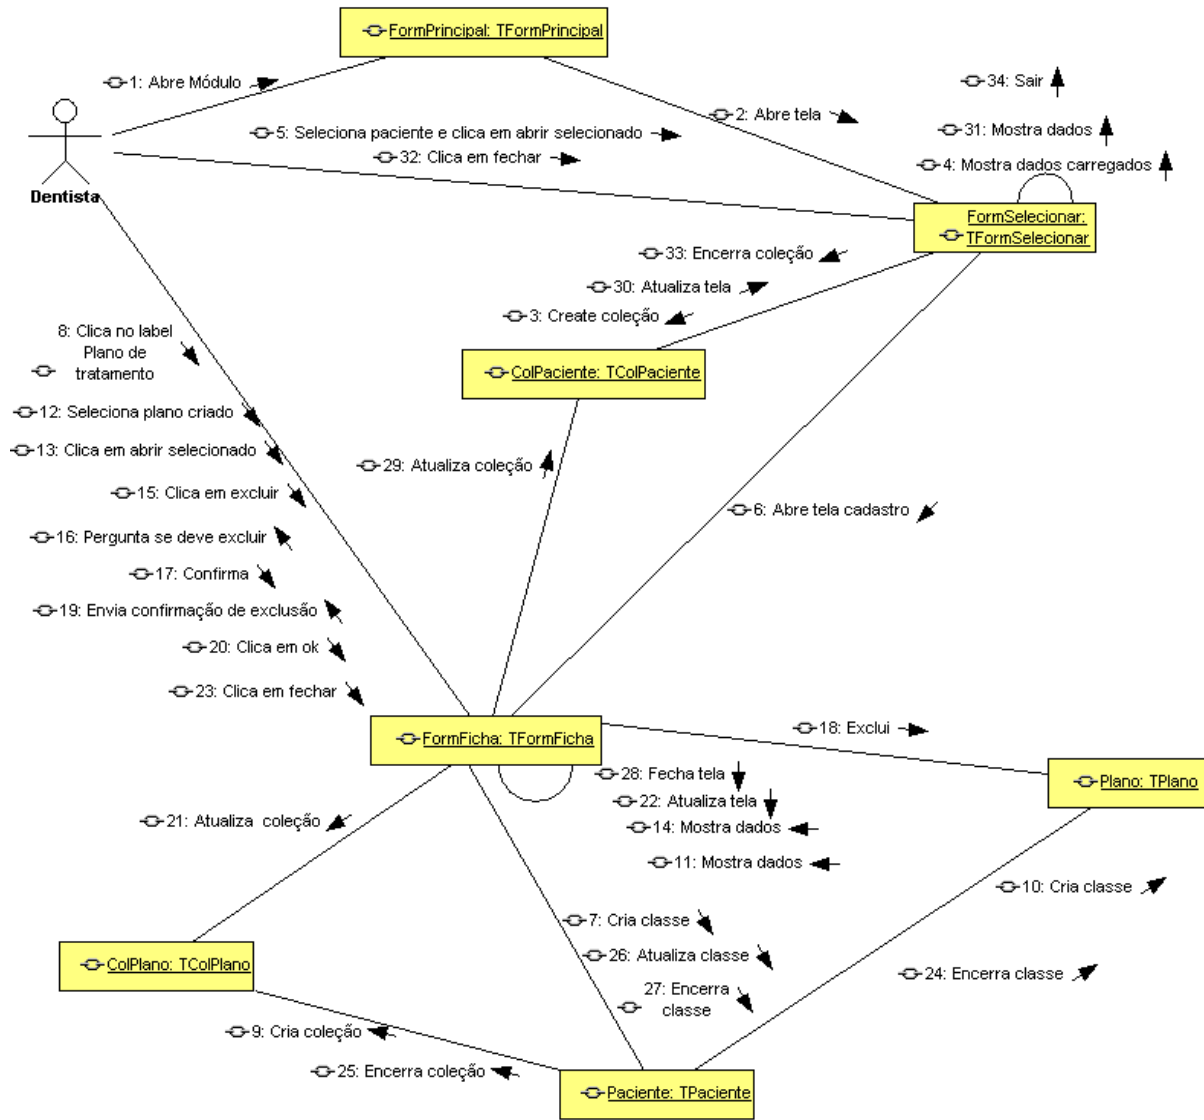 FormPrincipal: TFormPrincipal
1: Abre Módulo
34: Sair
2: Abre tela
5: Seleciona paciente e clica em abrir selecionado
31: Mostra dados
32: Clica em fechar
4: Mostra dados carregados
Dentista
FormSelecionar:
TFormSelecionar
33: Encerra coleção
30: Atualiza tela
3: Create coleção
8: Clica no label
Plano de
tratamento
ColPaciente: TColPaciente
12: Seleciona plano criado
13: Clica em abrir selecionado
29: Atualiza coleção
15: Clica em excluir
6: Abre tela cadastro
16: Pergunta se deve excluir
17: Confirma
19: Envia confirmação de exclusão
20: Clica em ok
23: Clica em fechar
FormFicha: TFormFicha
18: Exclui
28: Fecha tela
Plano: TPlano
22: Atualiza tela
21: Atualiza  coleção
14: Mostra dados
11: Mostra dados
10: Cria classe
7: Cria classe
26: Atualiza classe
ColPlano: TColPlano
24: Encerra classe
27: Encerra
classe
9: Cria coleção
25: Encerra coleção
Paciente: TPaciente